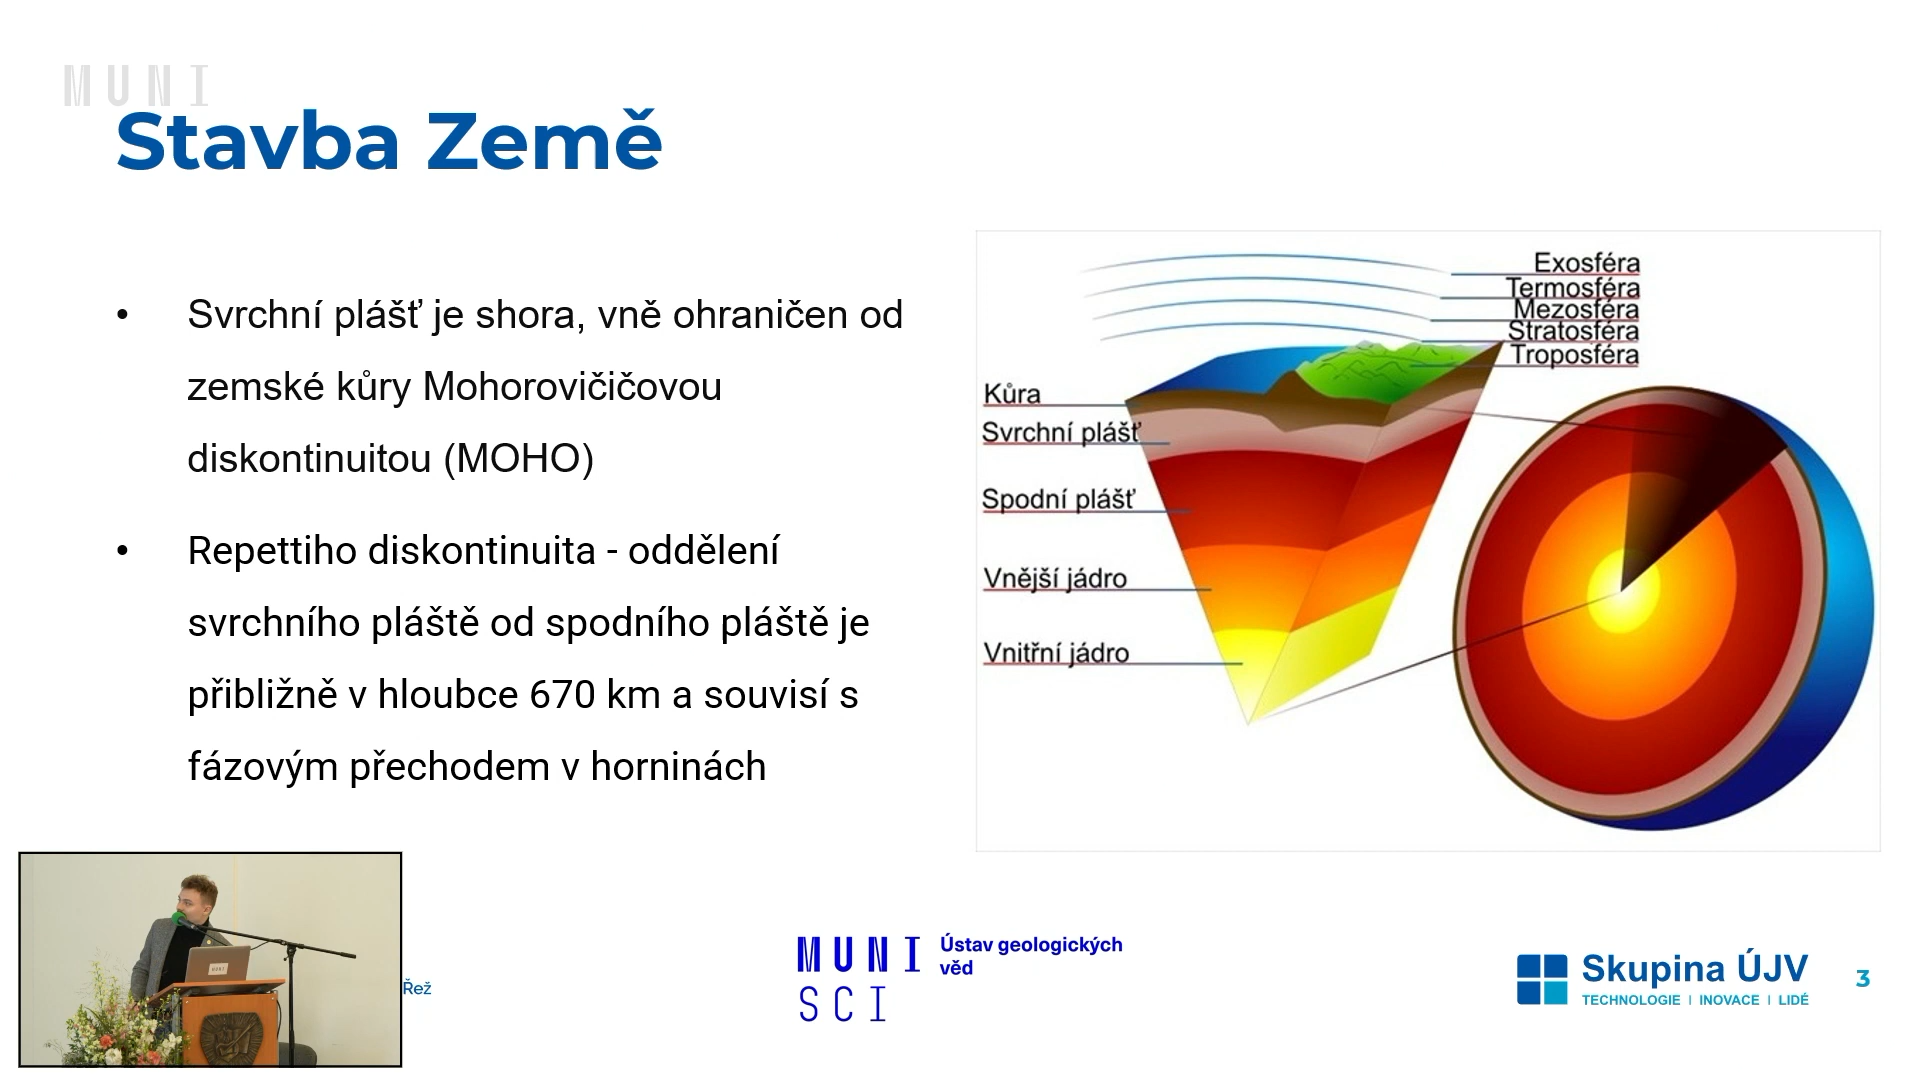 MUNI
Stavba Země
• Svrchní plášť je shora, vně ohraničen od
zemské kůry Mohorovičičovou
diskontinuitou (MOHO)
• Repettiho diskontinuita - oddělení
svrchního pláště od spodního pláště je
přibližně v hloubce 670 km a souvisí s
fázovým přechodem v horninách
Exosféra
Termosféra
Mezosféra
Stratosféra
Troposféra
Kůra
Svrchní plášť
Spodní plášť
Vnější jádro
Vnitřní jádro
MUNI
Řež
MUNI
SCI
Ústav geologických
věd
Skupina ÚJV
TECHNOLOGIE | INOVACE | LIDÉ
3